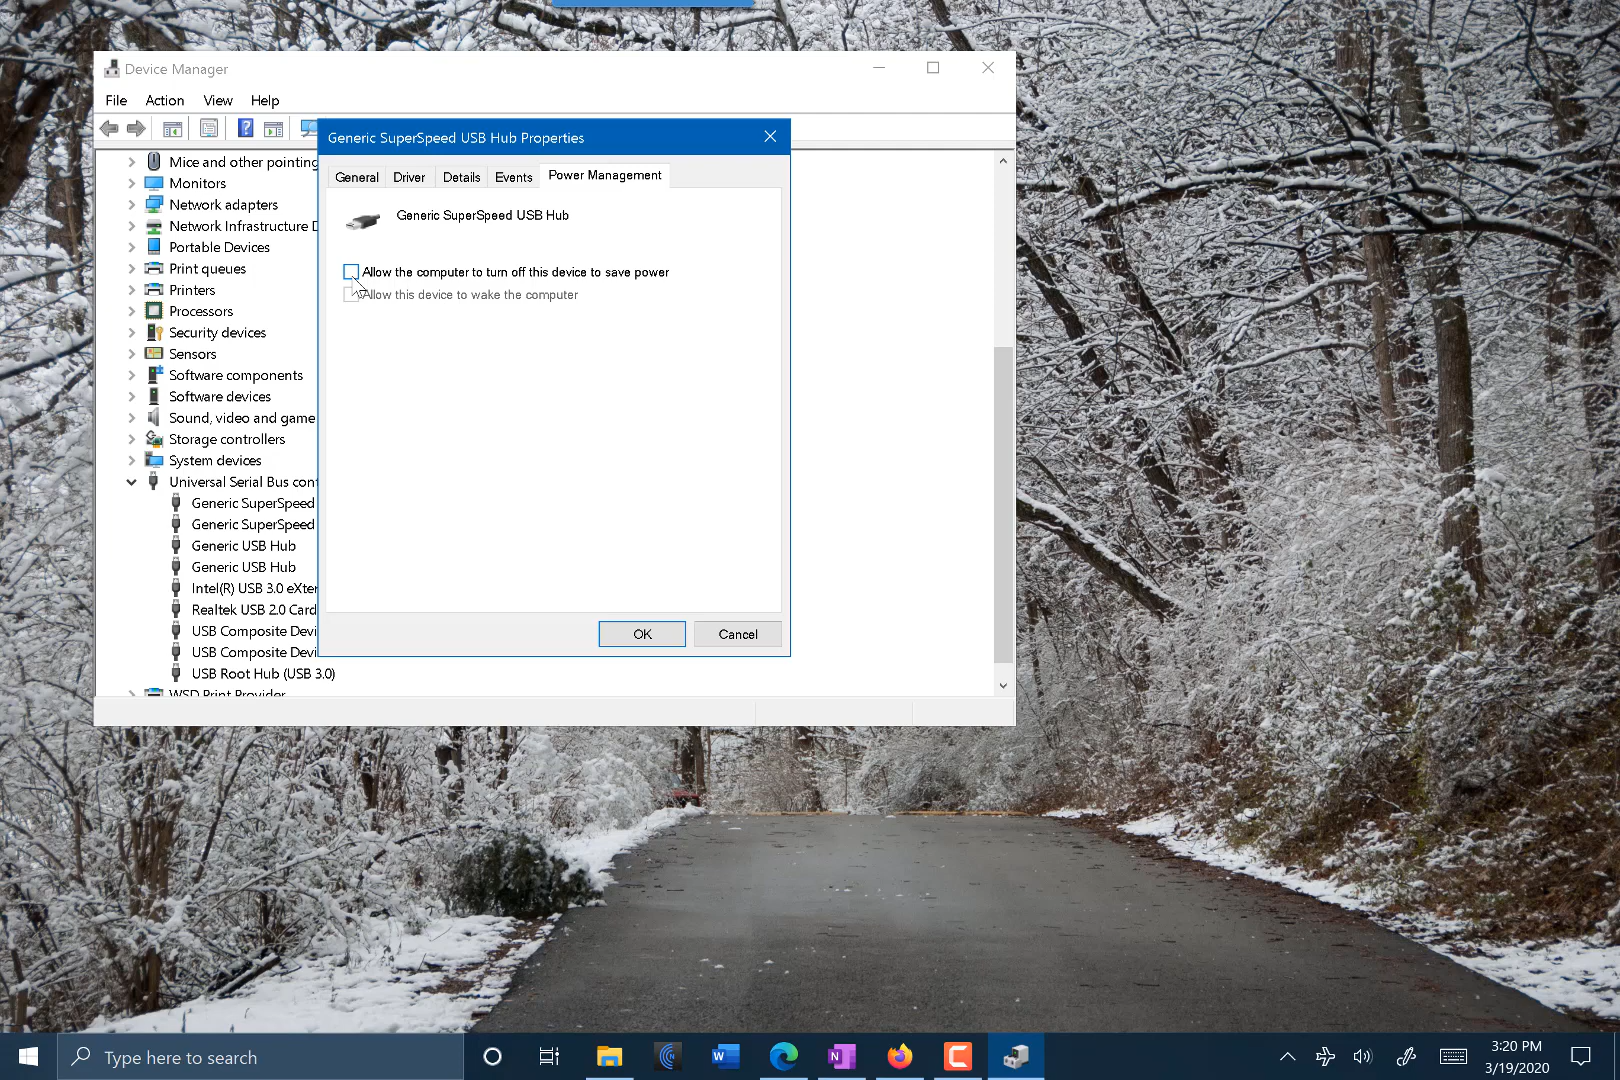 Device Manager
File Action View Help
Generic SuperSpeed USB Hub Properties
General Driver Details Events Power Management
Generic SuperSpeed USB Hub
Allow the computer to turn off this device to save power
Allow this device to wake the computer
OK Cancel
Mice and other pointing
Monitors
Network adapters
Network Infrastructure D
Portable Devices
Print queues
Printers
Processors
Security devices
Sensors
Software components
Software devices
Sound, video and game
Storage controllers
System devices
Universal Serial Bus cont
Generic SuperSpeed
Generic SuperSpeed
Generic USB Hub
Generic USB Hub
Intel(R) USB 3.0 eXten
Realtek USB 2.0 Card
USB Composite Devi
USB Composite Devi
USB Root Hub (USB 3.0)
WSD Print Provider
Type here to search
3:20 PM
3/19/2020